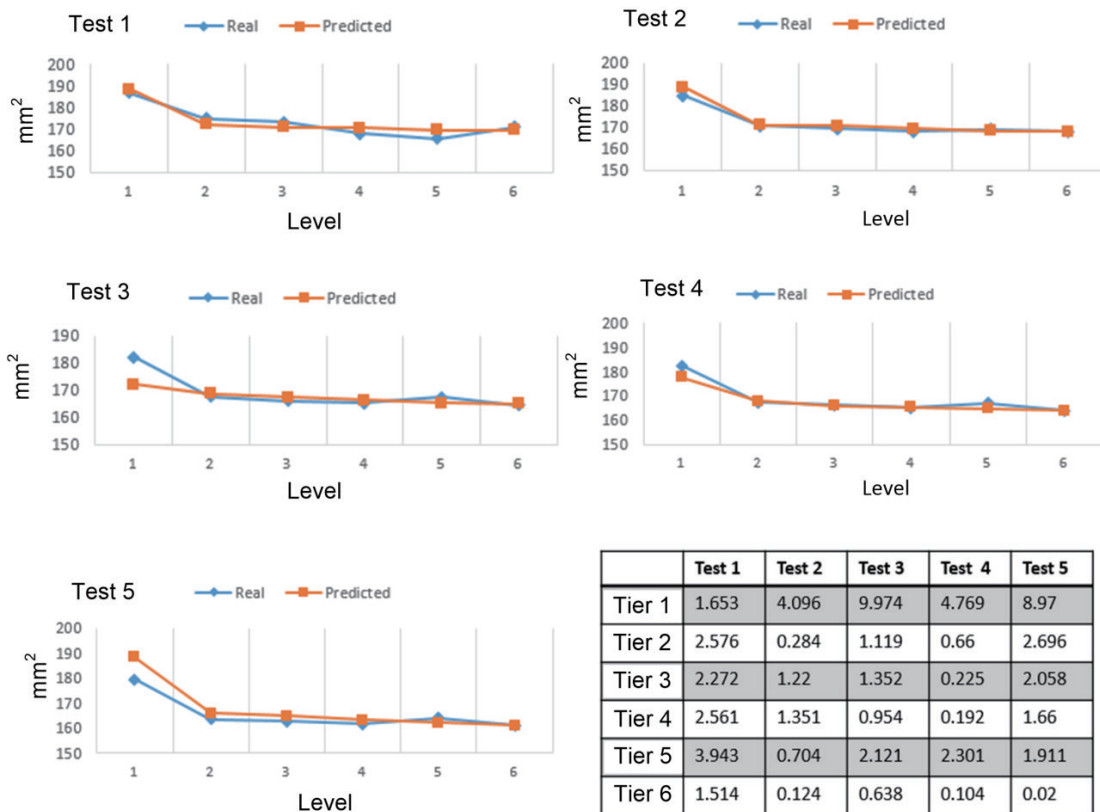 Test 1
Real Predicted
200
190
180
170
160
150
mm²
1 2 3 4 5 6
Level
Test 2
Real Predicted
200
190
180
170
160
150
mm²
1 2 3 4 5 6
Level
Test 3
Real Predicted
190
180
170
160
150
mm²
1 2 3 4 5 6
Level
Test 4
Real Predicted
200
190
180
170
160
150
mm²
1 2 3 4 5 6
Level
Test 5
Real Predicted
200
190
180
170
160
150
mm²
1 2 3 4 5 6
Level
Test 1 Test 2 Test 3 Test 4 Test 5
Tier 1 1.653 4.096 9.974 4.769 8.97
Tier 2 2.576 0.284 1.119 0.66 2.696
Tier 3 2.272 1.22 1.352 0.225 2.058
Tier 4 2.561 1.351 0.954 0.192 1.66
Tier 5 3.943 0.704 2.121 2.301 1.911
Tier 6 1.514 0.124 0.638 0.104 0.02